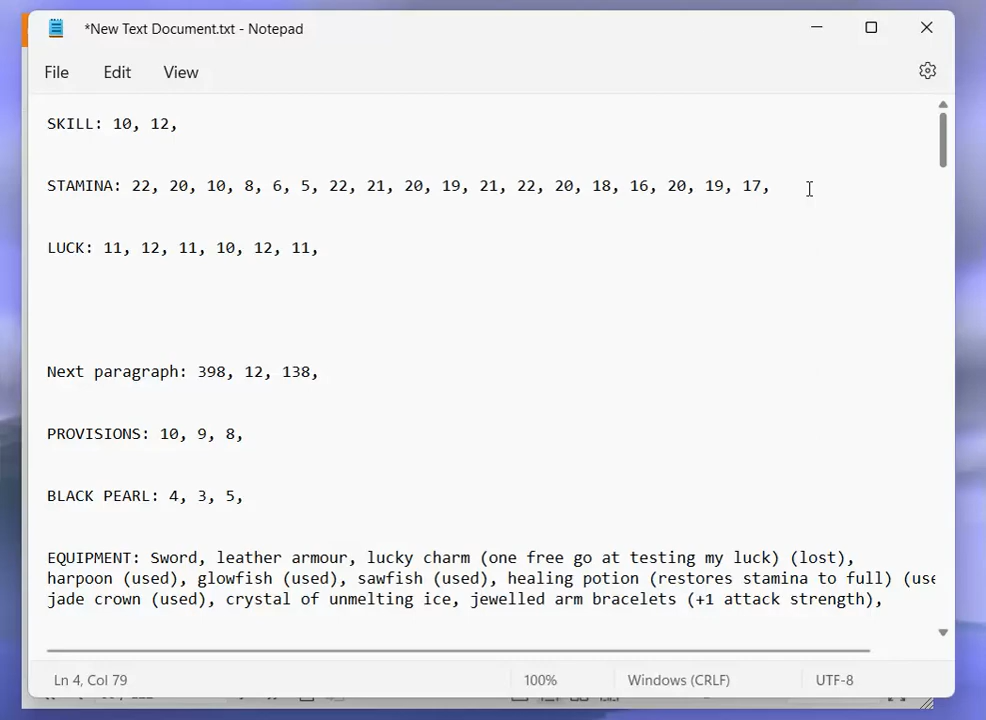 *New Text Document.txt - Notepad
File Edit View
SKILL: 10, 12,
STAMINA: 22, 20, 10, 8, 6, 5, 22, 21, 20, 19, 21, 22, 20, 18, 16, 20, 19, 17,
LUCK: 11, 12, 11, 10, 12, 11,
Next paragraph: 398, 12, 138,
PROVISIONS: 10, 9, 8,
BLACK PEARL: 4, 3, 5,
EQUIPMENT: Sword, leather armour, lucky charm (one free go at testing my luck) (lost),
harpoon (used), glowfish (used), sawfish (used), healing potion (restores stamina to full) (use
jade crown (used), crystal of unmelting ice, jewelled arm bracelets (+1 attack strength),
Ln 4, Col 79 100% Windows (CRLF) UTF-8